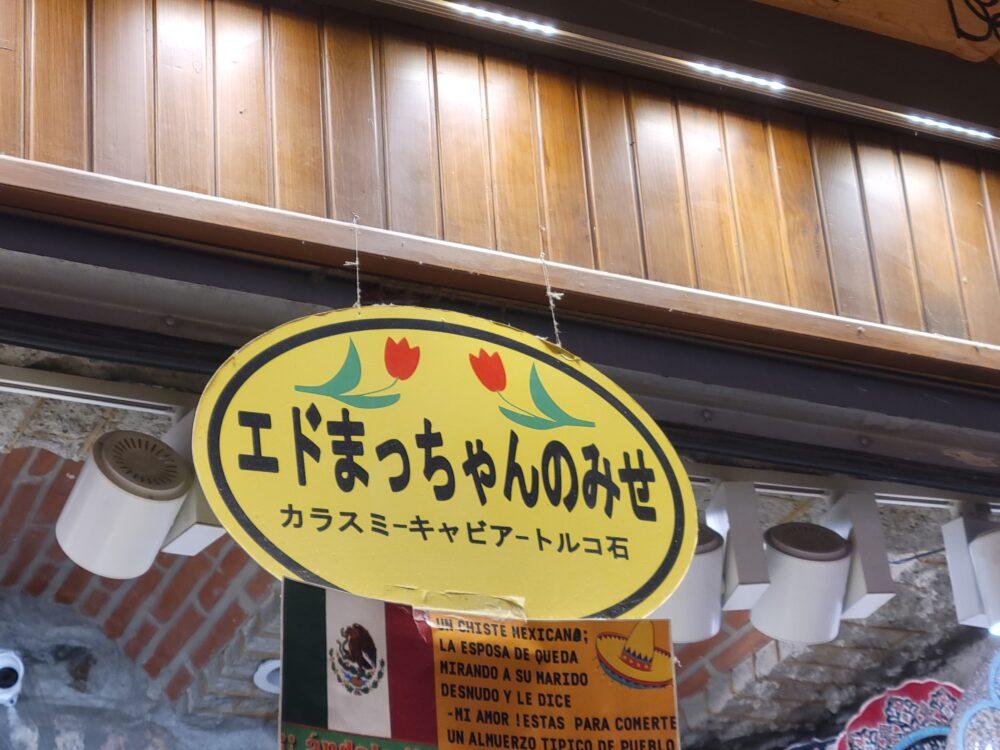 エドまっちゃんのみせ
カラスミーキャビアートルコ石
UN CHISTE MEXICANO;
LA ESPOSA DE QUEDA
MIRANDO A SU MARIDO
DESNUDO Y LE DICE
-MI AMOR !ESTAS PARA COMERTE
UN ALMUERZO TIPICO DE PUEBLO